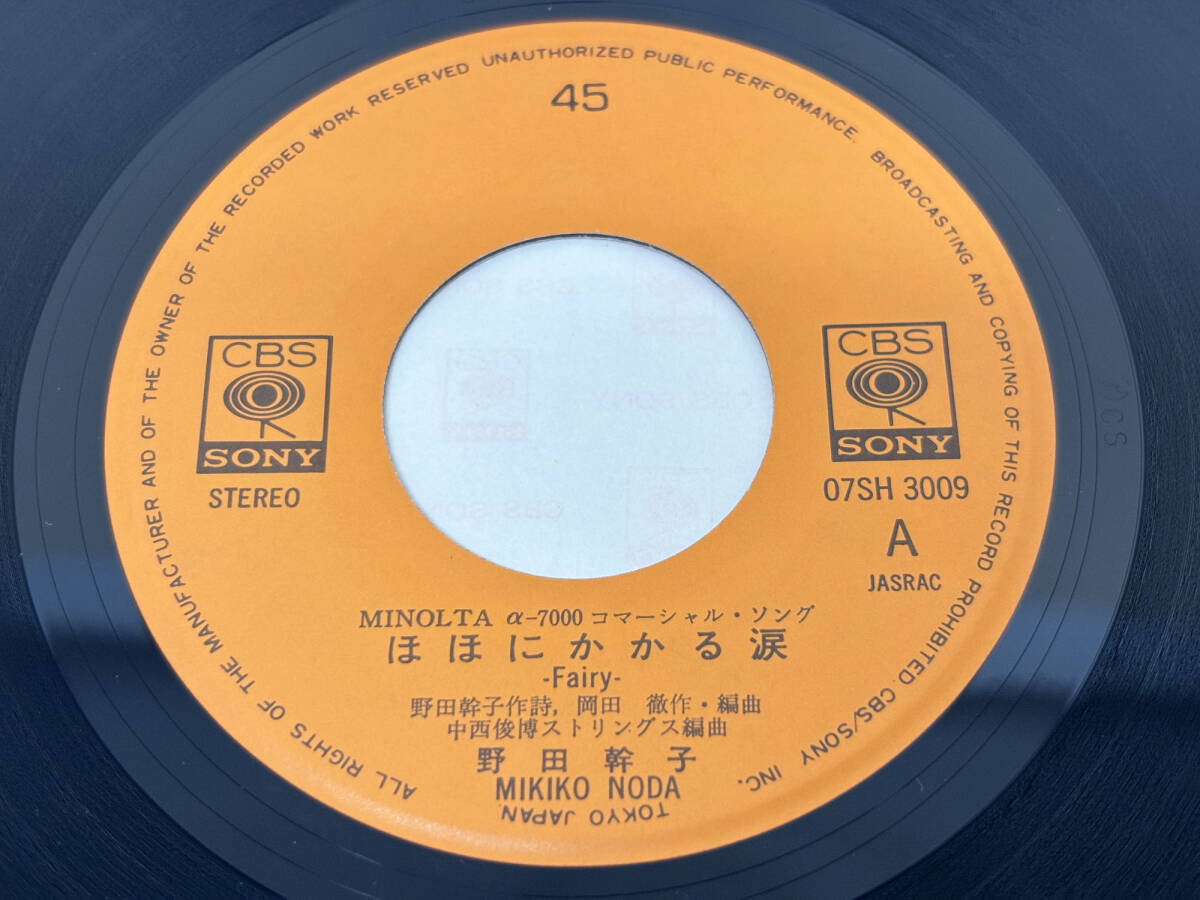 45
ALL RIGHTS OF THE MANUFACTURER AND OF THE OWNER OF THE RECORDED WORK RESERVED UNAUTHORIZED PUBLIC PERFORMANCE. BROADCASTING AND COPYING OF THIS RECORD PROHIBITED CBS/SONY INC.
TOKYO JAPAN.
CBS
SONY
STEREO
CBS
SONY
07SH 3009
A
JASRAC
MINOLTA α-7000 コマーシャル・ソング
ほほにかかる涙
-Fairy-
野田幹子作詩, 岡田 徹作・編曲
中西俊博ストリングス編曲
野田幹子
MIKIKO NODA